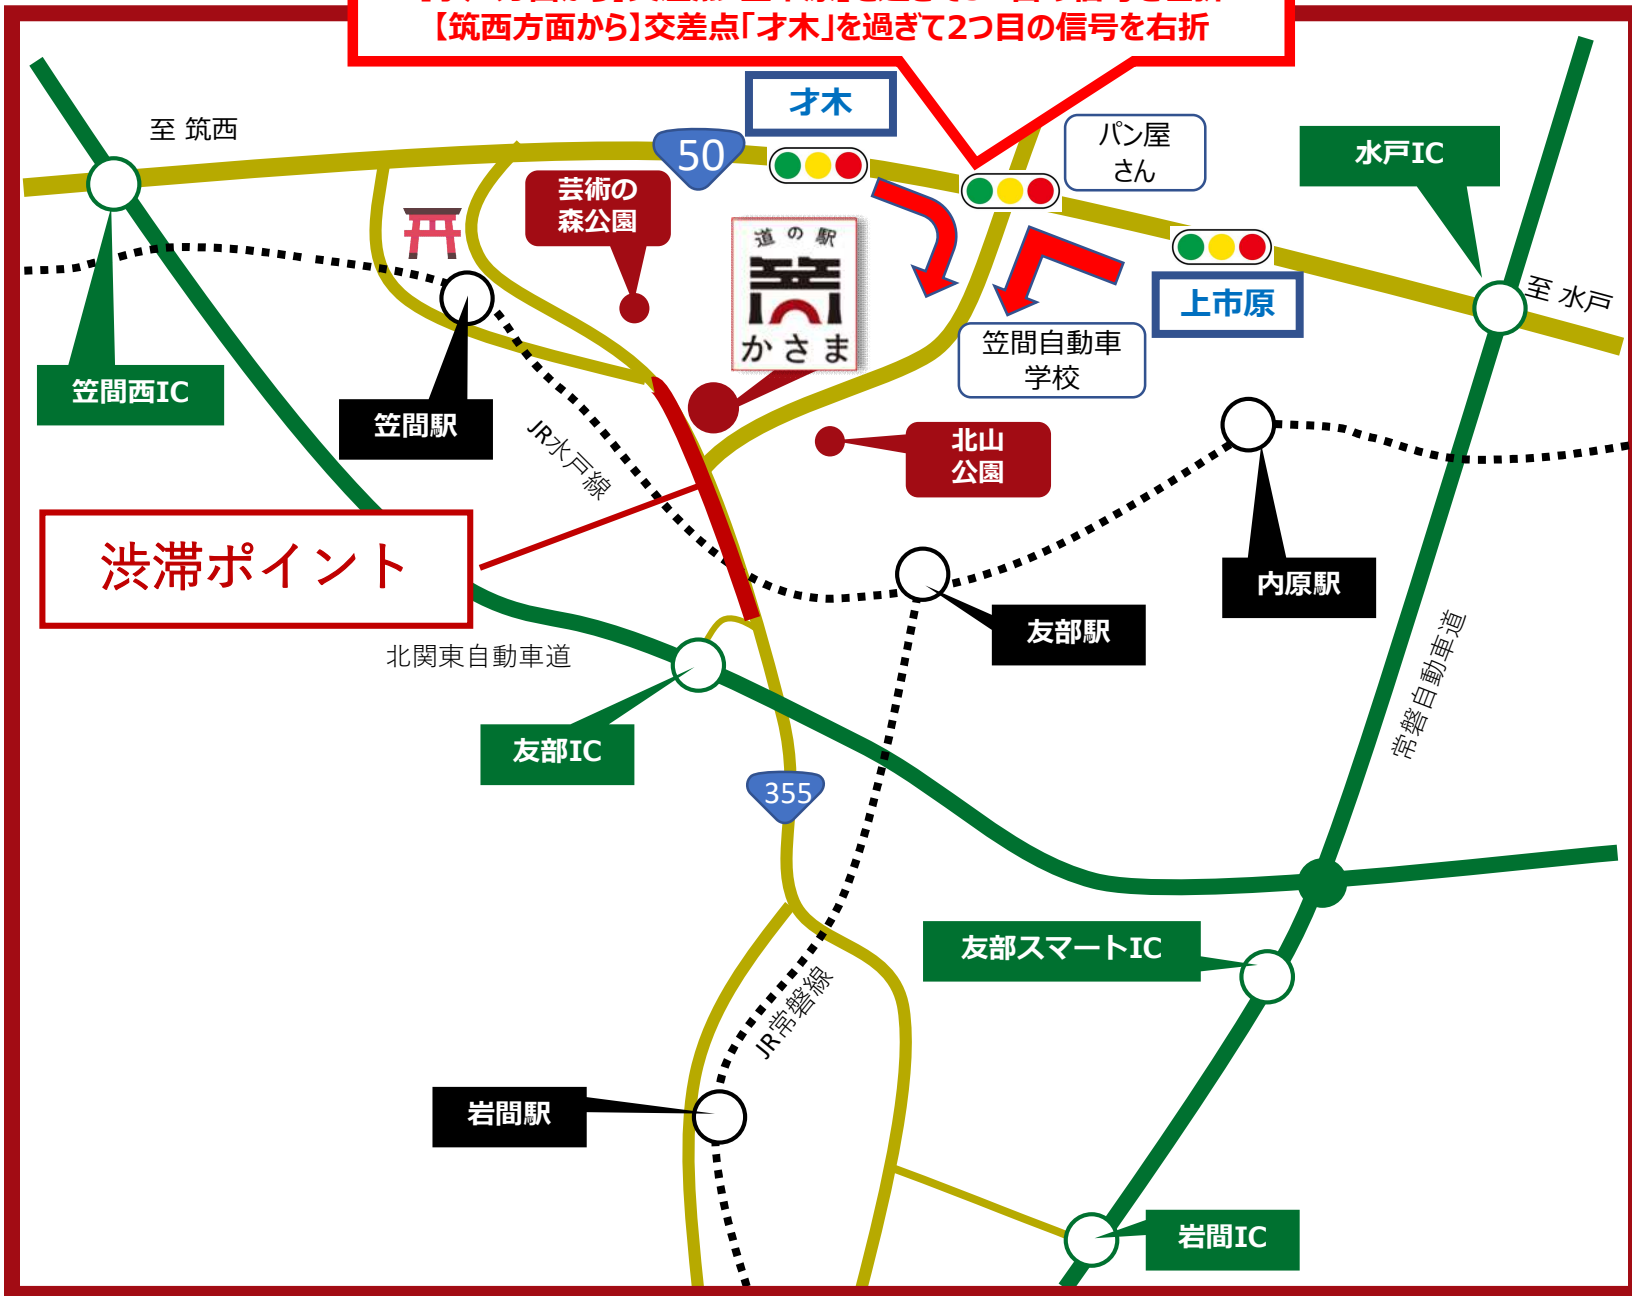 【筑西方面から】交差点「才木」を過ぎて2つ目の信号を右折
才木
至 筑西
50
パン屋
さん
水戸IC
芸術の
森公園
道の駅
かさま
至 水戸
上市原
笠間自動車
学校
笠間西IC
笠間駅
JR水戸線
北山
公園
渋滞ポイント
内原駅
友部駅
北関東自動車道
常磐自動車道
友部IC
355
友部スマートIC
JR常磐線
岩間駅
岩間IC